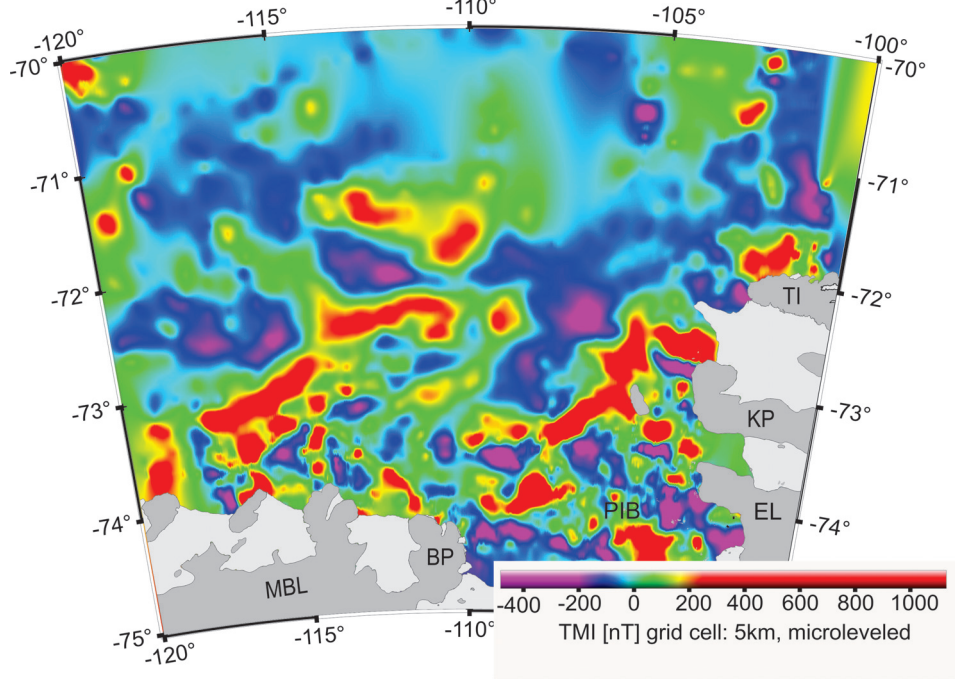 -120°
-115°
-110°
-105°
-100°
-70°
-70°
-71°
-71°
-72°
-72°
TI
-73°
-73°
KP
-74°
-74°
PIB
EL
BP
MBL
-75°
-120°
-115°
-110°
-400 -200 0 200 400 600 800 1000
TMI [nT] grid cell: 5km, microleveled